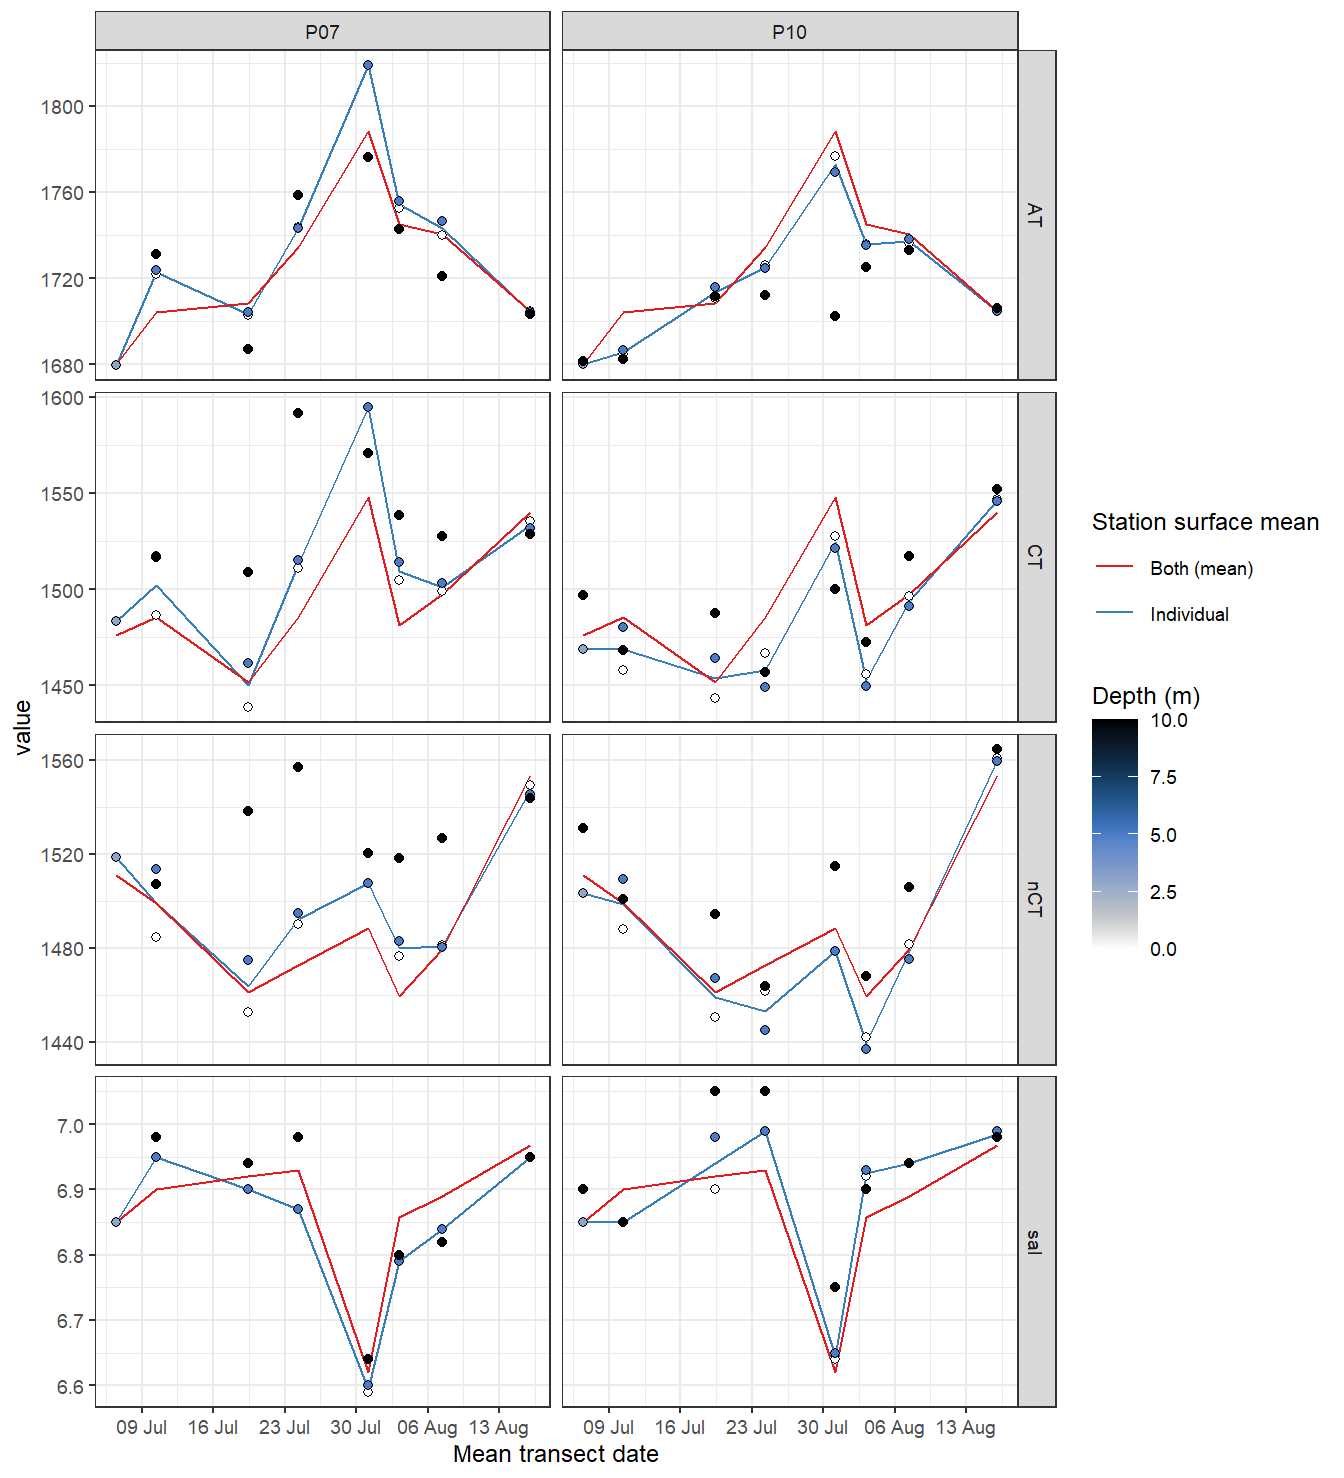 P07
P10
1800
1760
1720
1680
AT
1600
1550
1500
1450
CT
1560
1520
1480
1440
nCT
7.0
6.9
6.8
6.7
6.6
sal
value
09 Jul
16 Jul
23 Jul
30 Jul
06 Aug
13 Aug
09 Jul
16 Jul
23 Jul
30 Jul
06 Aug
13 Aug
Mean transect date
Station surface mean
Both (mean)
Individual
Depth (m)
10.0
7.5
5.0
2.5
0.0